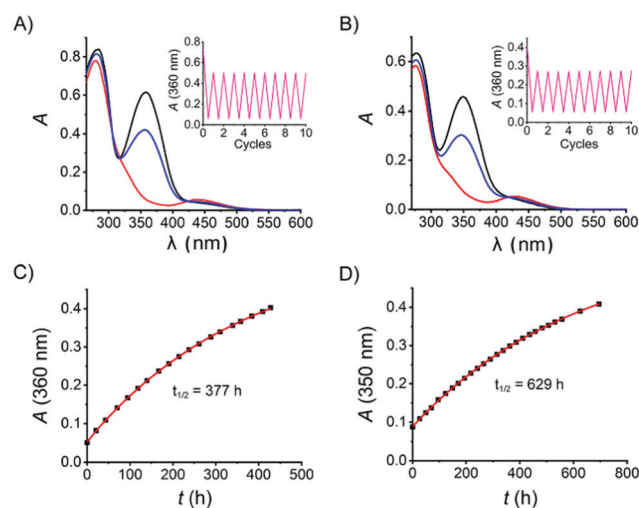 A)
0.8
0.6
0.4
0.2
0.0
A
300 350 400 450 500 550 600
λ (nm)
0.8
0.6
0.4
0.2
0.0
A (360 nm)
0 2 4 6 8 10
Cycles
B)
0.6
0.4
0.2
0.0
A
300 350 400 450 500 550 600
λ (nm)
0.4
0.3
0.2
0.1
0.0
A (360 nm)
0 2 4 6 8 10
Cycles
C)
0.4
0.3
0.2
0.1
0.0
A (360 nm)
t1/2 = 377 h
0 100 200 300 400 500
t (h)
D)
0.5
0.4
0.3
0.2
0.1
0.0
A (350 nm)
t1/2 = 629 h
0 200 400 600 800
t (h)